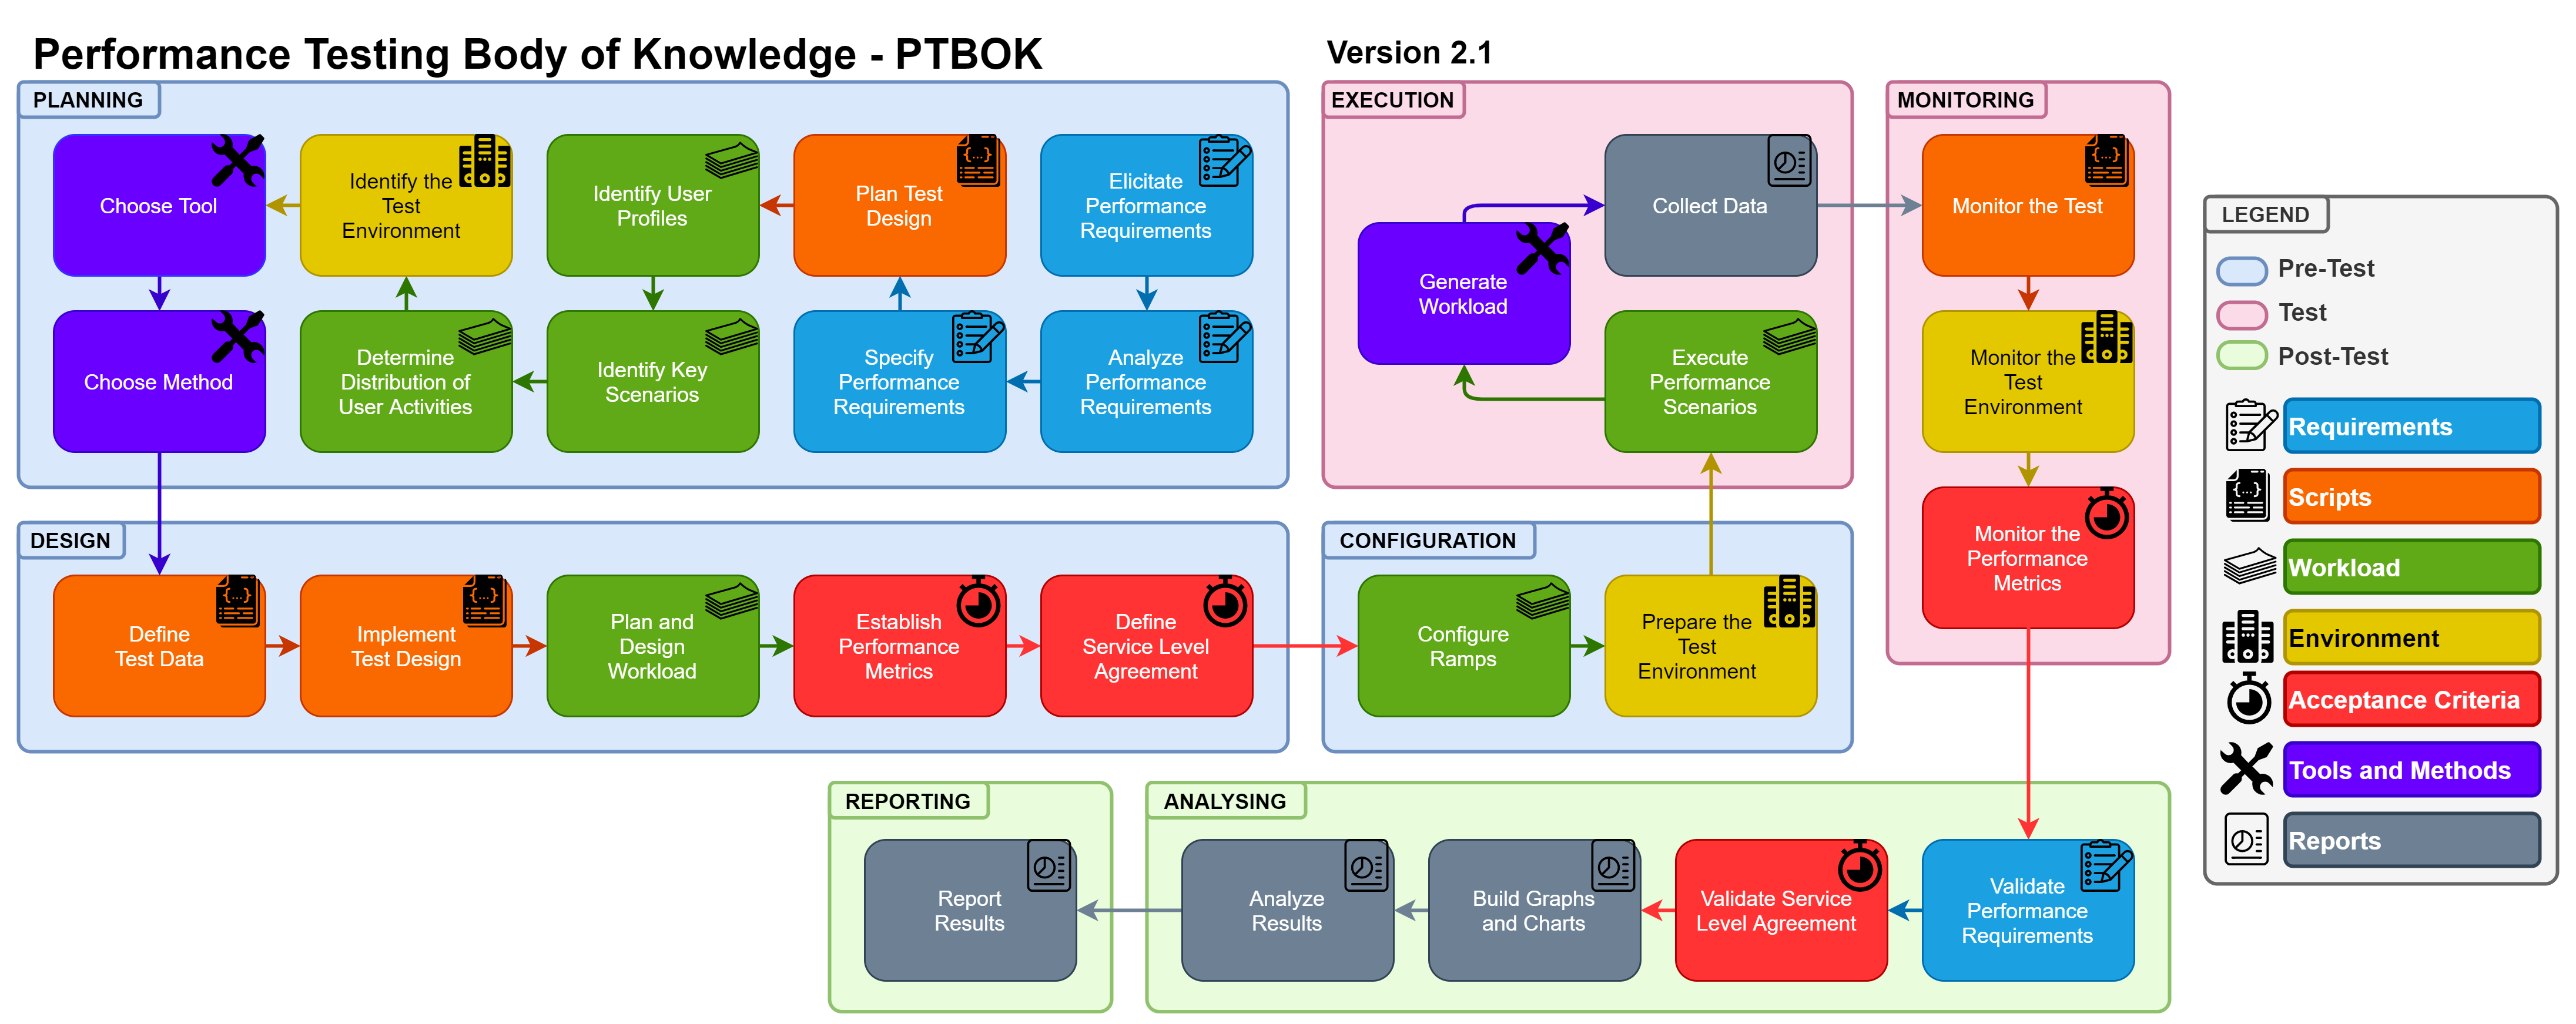 Performance Testing Body of Knowledge - PTBOK
Version 2.1
PLANNING
Choose Tool
Identify the
Test
Environment
Identify User
Profiles
Plan Test
Design
Elicitate
Performance
Requirements
Choose Method
Determine
Distribution of
User Activities
Identify Key
Scenarios
Specify
Performance
Requirements
Analyze
Performance
Requirements
EXECUTION
Collect Data
Generate
Workload
Execute
Performance
Scenarios
MONITORING
Monitor the Test
Monitor the
Test
Environment
Monitor the
Performance
Metrics
DESIGN
Define
Test Data
Implement
Test Design
Plan and
Design
Workload
Establish
Performance
Metrics
Define
Service Level
Agreement
CONFIGURATION
Configure
Ramps
Prepare the
Test
Environment
REPORTING
Report
Results
ANALYSING
Analyze
Results
Build Graphs
and Charts
Validate Service
Level Agreement
Validate
Performance
Requirements
LEGEND
Pre-Test
Test
Post-Test
Requirements
Scripts
Workload
Environment
Acceptance Criteria
Tools and Methods
Reports